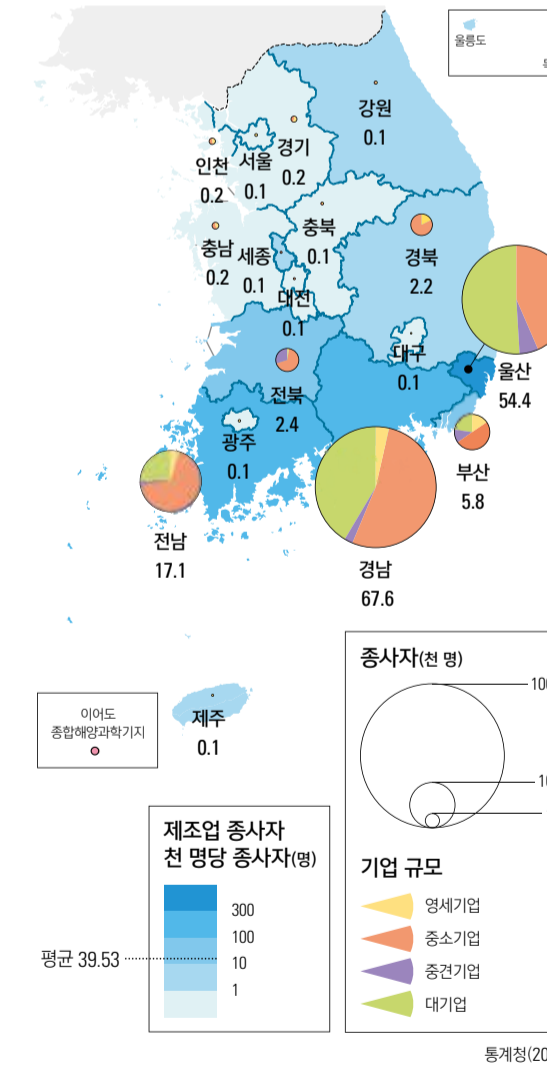 울릉도
강원
0.1
경기
0.2
서울
0.1
인천
0.2
충북
0.1
충남
0.2
세종
0.1
대전
0.1
경북
2.2
대구
0.1
울산
54.4
전북
2.4
광주
0.1
부산
5.8
전남
17.1
경남
67.6
제주
0.1
이어도
종합해양과학기지
제조업 종사자
천 명당 종사자(명)
300
100
10
1
평균 39.53
종사자(천 명)
기업 규모
영세기업
중소기업
중견기업
대기업
통계청(20